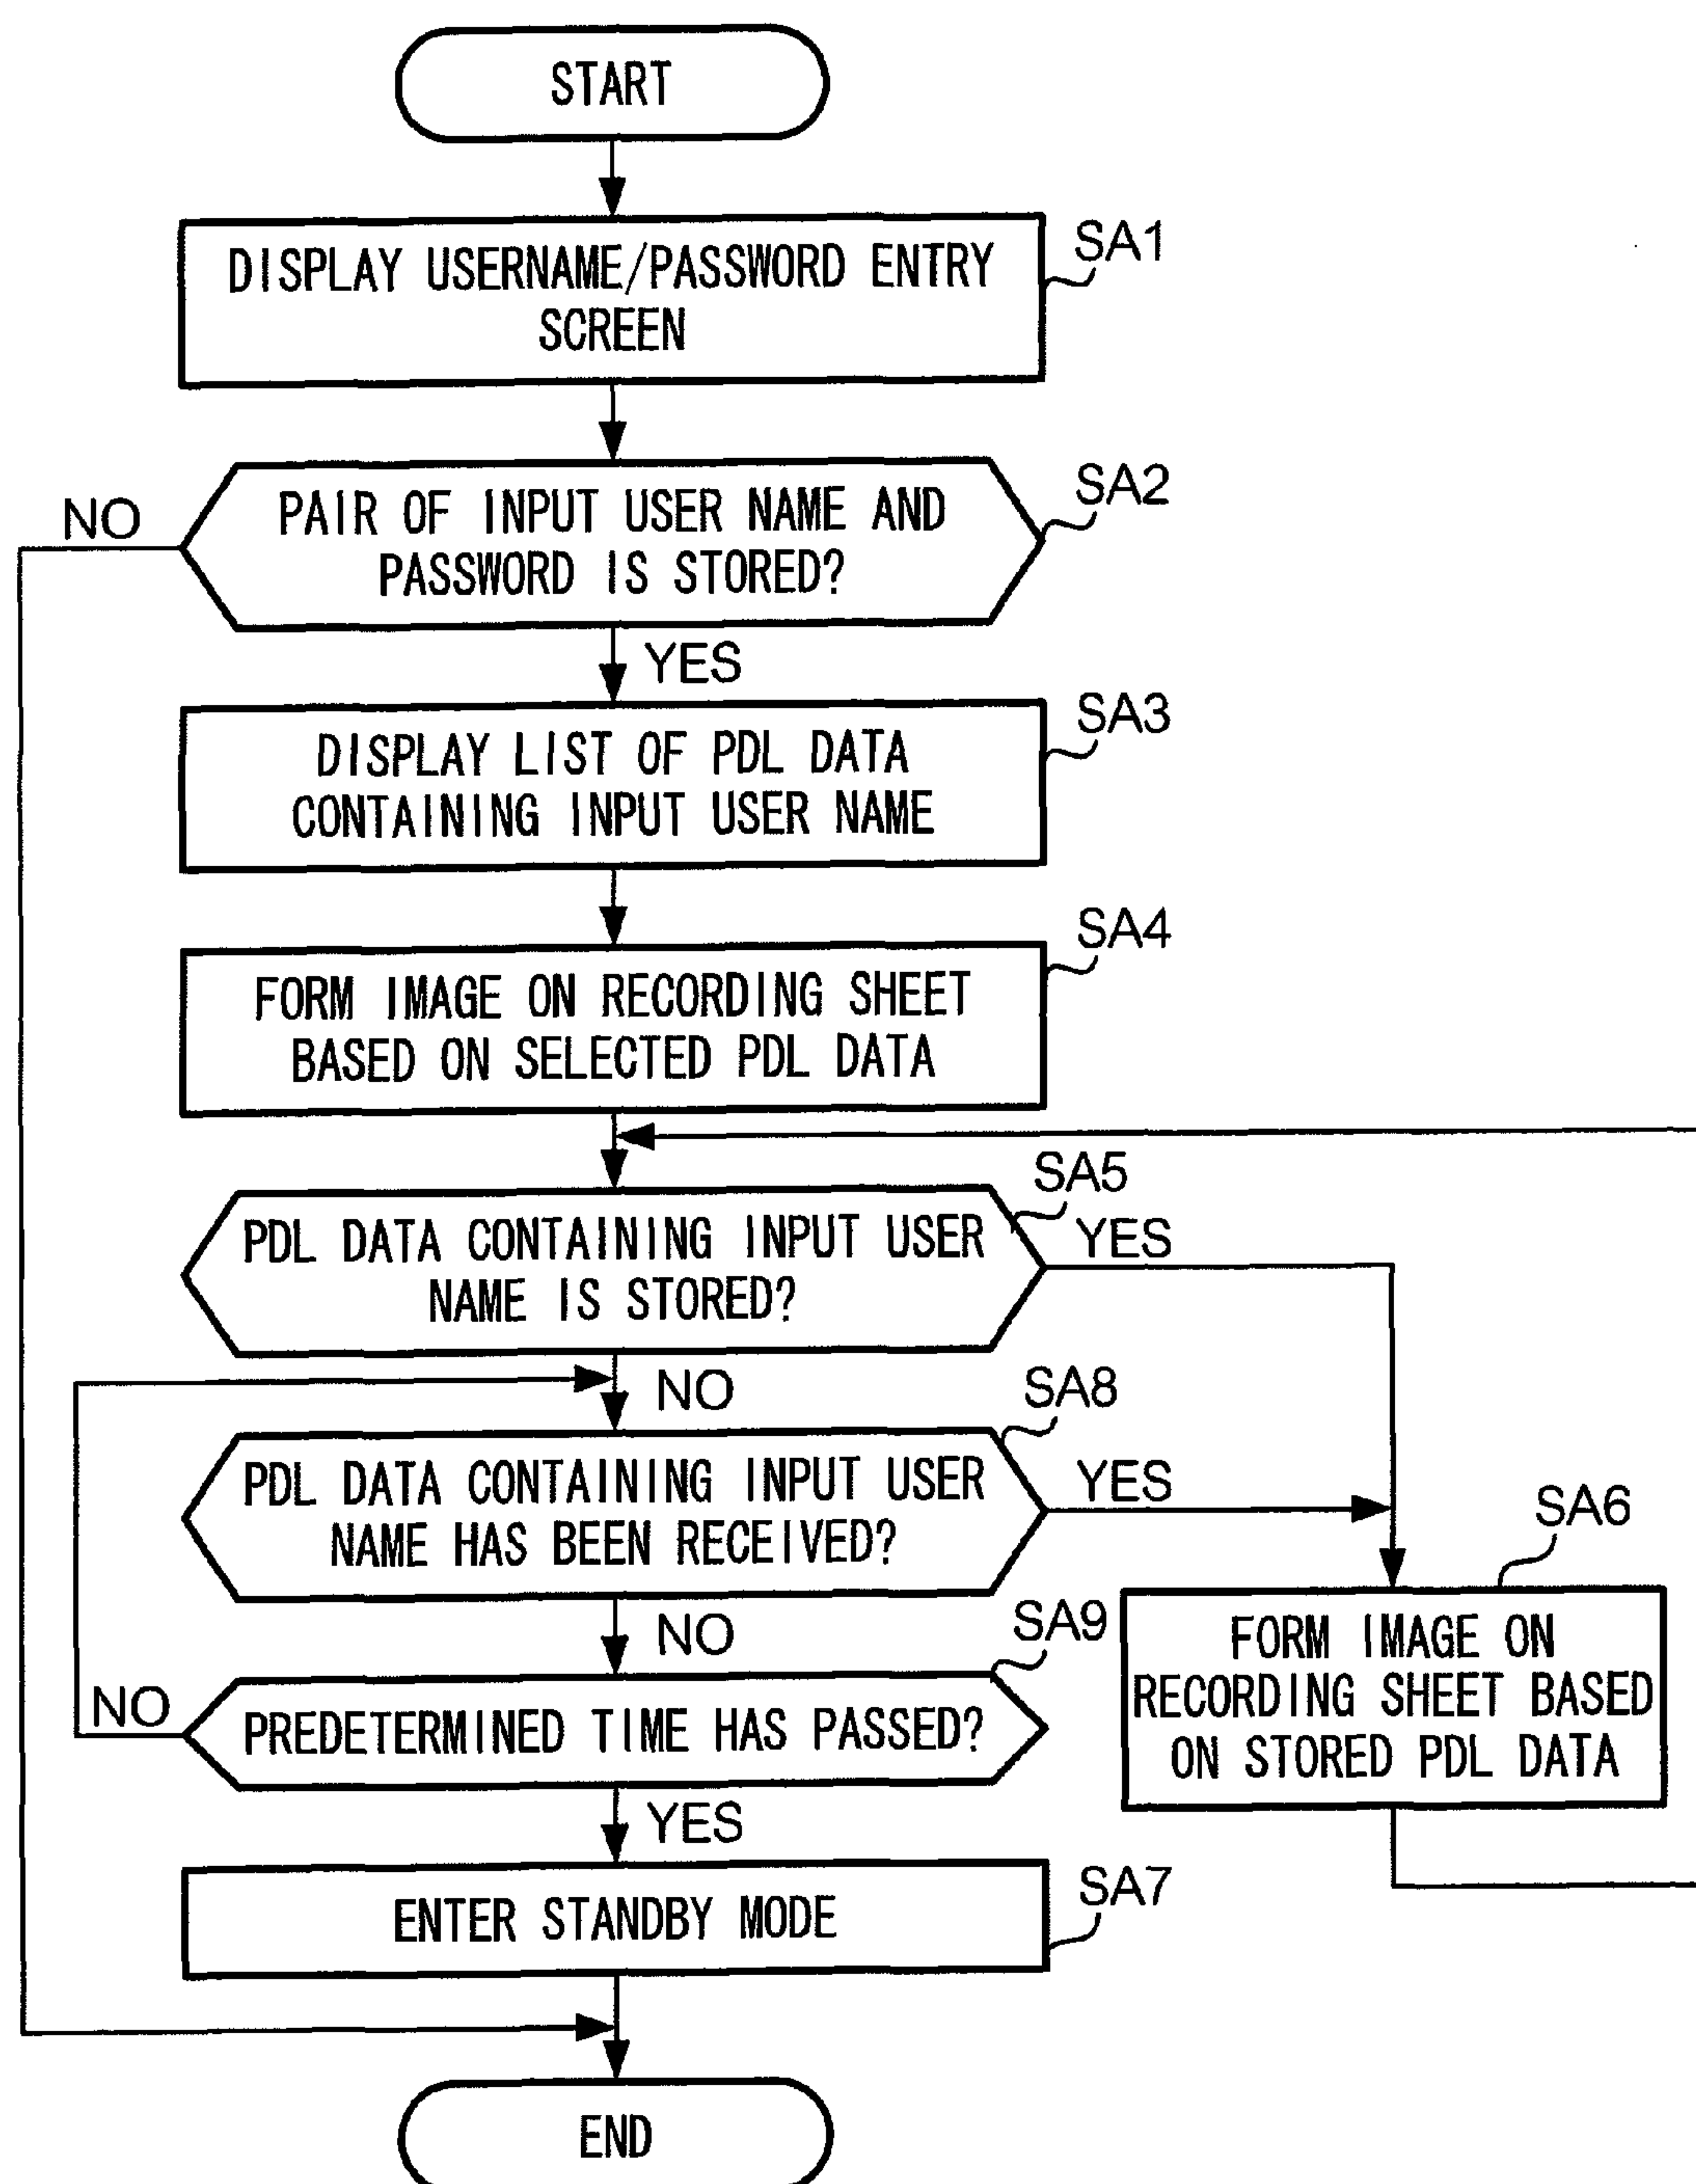 START
SA1
DISPLAY USERNAME/PASSWORD ENTRY
SCREEN
SA2
NO
PAIR OF INPUT USER NAME AND
PASSWORD IS STORED?
YES
SA3
DISPLAY LIST OF PDL DATA
CONTAINING INPUT USER NAME
SA4
FORM IMAGE ON RECORDING SHEET
BASED ON SELECTED PDL DATA
SA5
YES
PDL DATA CONTAINING INPUT USER
NAME IS STORED?
NO
SA8
YES
PDL DATA CONTAINING INPUT USER
NAME HAS BEEN RECEIVED?
SA6
FORM IMAGE ON
RECORDING SHEET BASED
ON STORED PDL DATA
NO
SA9
NO
PREDETERMINED TIME HAS PASSED?
YES
SA7
ENTER STANDBY MODE
END